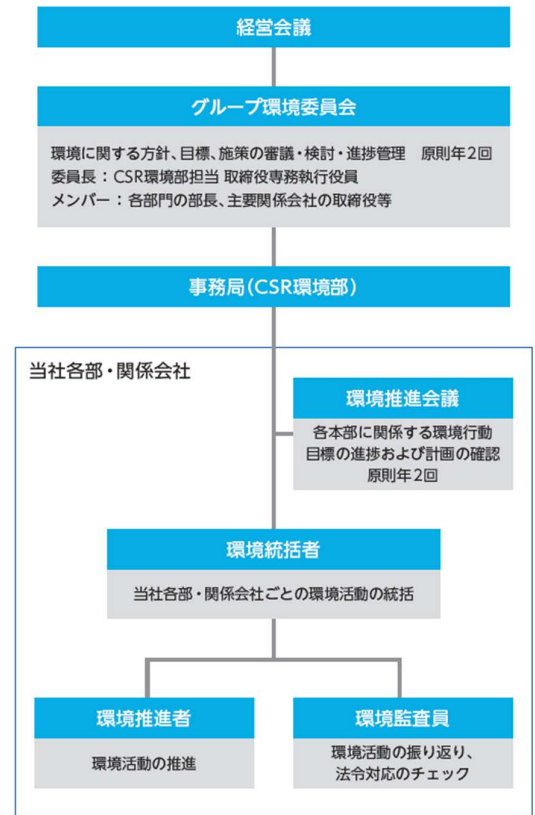 経営会議
グループ環境委員会
環境に関する方針、目標、施策の審議・検討・進捗管理　原則年2回
委員長：CSR環境部担当 取締役専務執行役員
メンバー：各部門の部長、主要関係会社の取締役等
事務局(CSR環境部)
当社各部・関係会社
環境推進会議
各本部に関係する環境行動
目標の進捗および計画の確認
原則年2回
環境統括者
当社各部・関係会社ごとの環境活動の統括
環境推進者
環境活動の推進
環境監査員
環境活動の振り返り、
法令対応のチェック